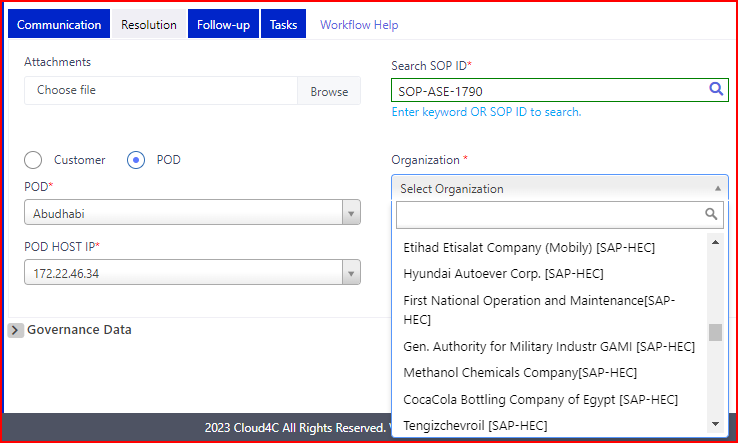 Communication
Resolution
Follow-up
Tasks
Workflow Help
Attachments
Choose file
Browse
Search SOP ID*
SOP-ASE-1790
Enter keyword OR SOP ID to search.
Customer
POD
POD*
Abudhabi
POD HOST IP*
172.22.46.34
Organization *
Select Organization
Etihad Etisalat Company (Mobily) [SAP-HEC]
Hyundai Autoever Corp. [SAP-HEC]
First National Operation and Maintenance[SAP-
HEC]
Gen. Authority for Military Industr GAMI [SAP-HEC]
Methanol Chemicals Company[SAP-HEC]
CocaCola Bottling Company of Egypt [SAP-HEC]
Tengizchevroil [SAP-HEC]
Governance Data
2023 Cloud4C All Rights Reserved.